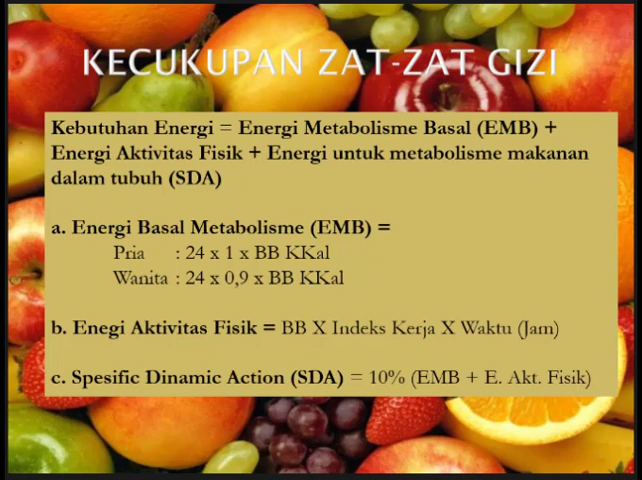 KECUKUPAN ZAT-ZAT GIZI
Kebutuhan Energi = Energi Metabolisme Basal (EMB) +
Energi Aktivitas Fisik + Energi untuk metabolisme makanan
dalam tubuh (SDA)
a. Energi Basal Metabolisme (EMB) =
Pria : 24 x 1 x BB KKal
Wanita : 24 x 0,9 x BB KKal
b. Enegi Aktivitas Fisik = BB X Indeks Kerja X Waktu (Jam)
c. Spesific Dinamic Action (SDA) = 10% (EMB + E. Akt. Fisik)